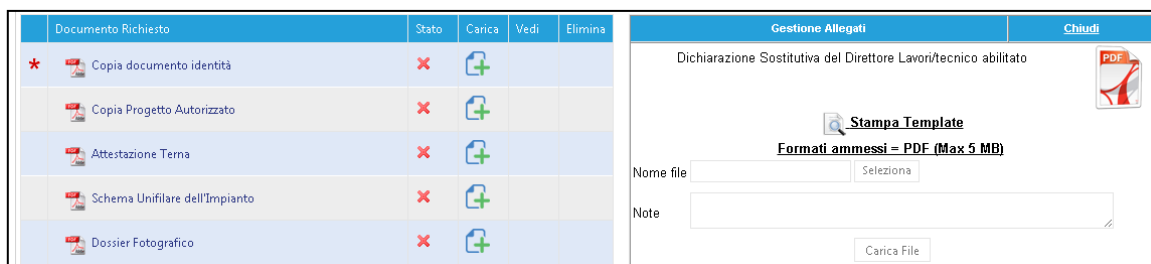 Documento Richiesto Stato Carica Vedi Elimina
* Copia documento identità
Copia Progetto Autorizzato
Attestazione Terna
Schema Unifilare dell'Impianto
Dossier Fotografico
Gestione Allegati Chiudi
Dichiarazione Sostitutiva del Direttore Lavori/tecnico abilitato
PDF
Stampa Template
Formati ammessi = PDF (Max 5 MB)
Nome file Seleziona
Note
Carica File